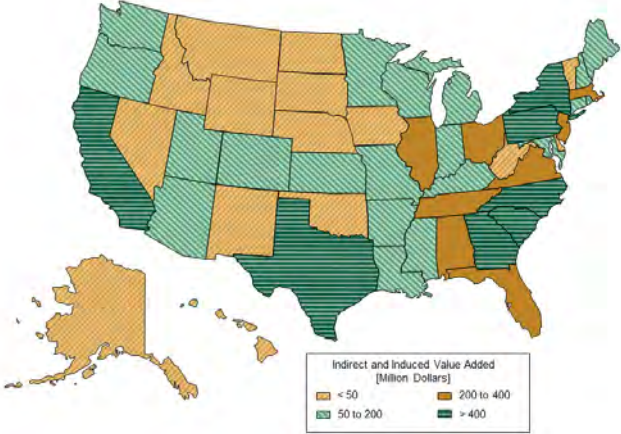 Indirect and Induced Value Added
[Million Dollars]
< 50
200 to 400
50 to 200
> 400